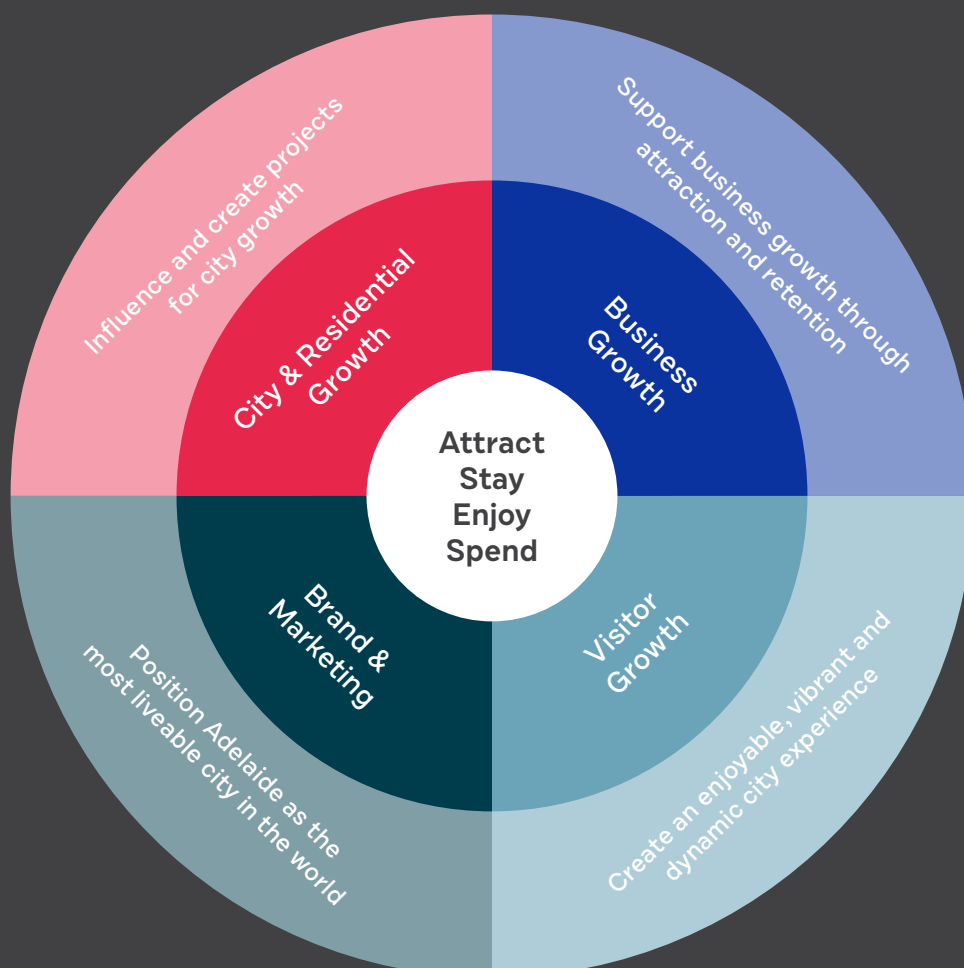 Influence and create projects
for city growth
City & Residential
Growth
Support business growth through
attraction and retention
Business
Growth
Attract
Stay
Enjoy
Spend
Brand &
Marketing
Position Adelaide as the
most liveable city in the world
Visitor
Growth
Create an enjoyable, vibrant and
dynamic city experience